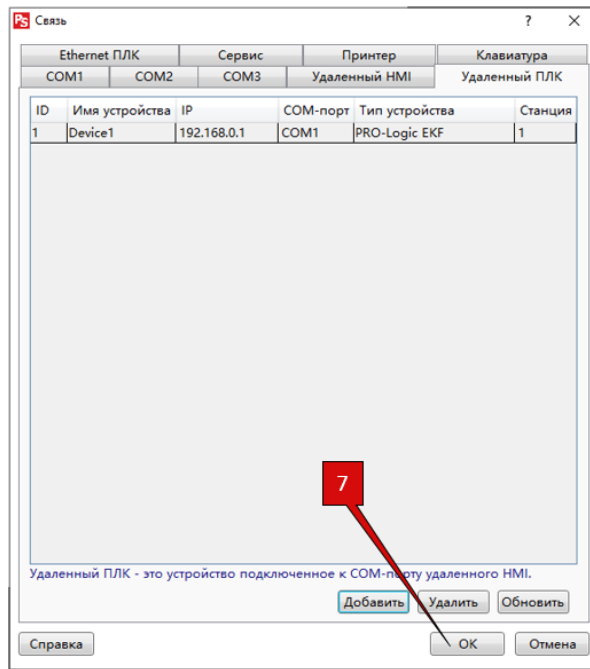 PS Связь ? ×
Ethernet ПЛК Сервис Принтер Клавиатура
COM1 COM2 COM3 Удаленный HMI Удаленный ПЛК
ID Имя устройства IP COM-порт Тип устройства Станция
1 Device1 192.168.0.1 COM1 PRO-Logic EKF 1
7
Удаленный ПЛК - это устройство подключенное к COM-порту удаленного HMI.
Добавить Удалить Обновить
Справка OK Отмена